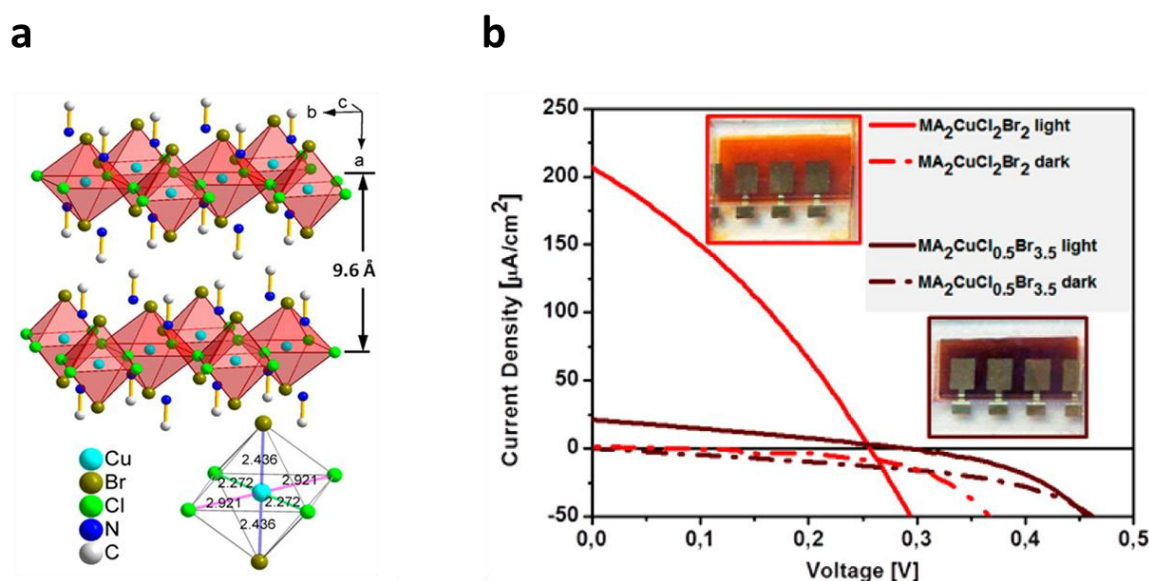 a
b
c
b
a
9.6 Å
Cu
Br
Cl
N
C
2.436
2.921
2.272
2.272
2.921
2.436
250
200
150
100
50
0
-50
0,0
0,1
0,2
0,3
0,4
0,5
Current Density [µA/cm²]
Voltage [V]
MA₂CuCl₂Br₂ light
MA₂CuCl₂Br₂ dark
MA₂CuCl₀.₅Br₃.₅ light
MA₂CuCl₀.₅Br₃.₅ dark